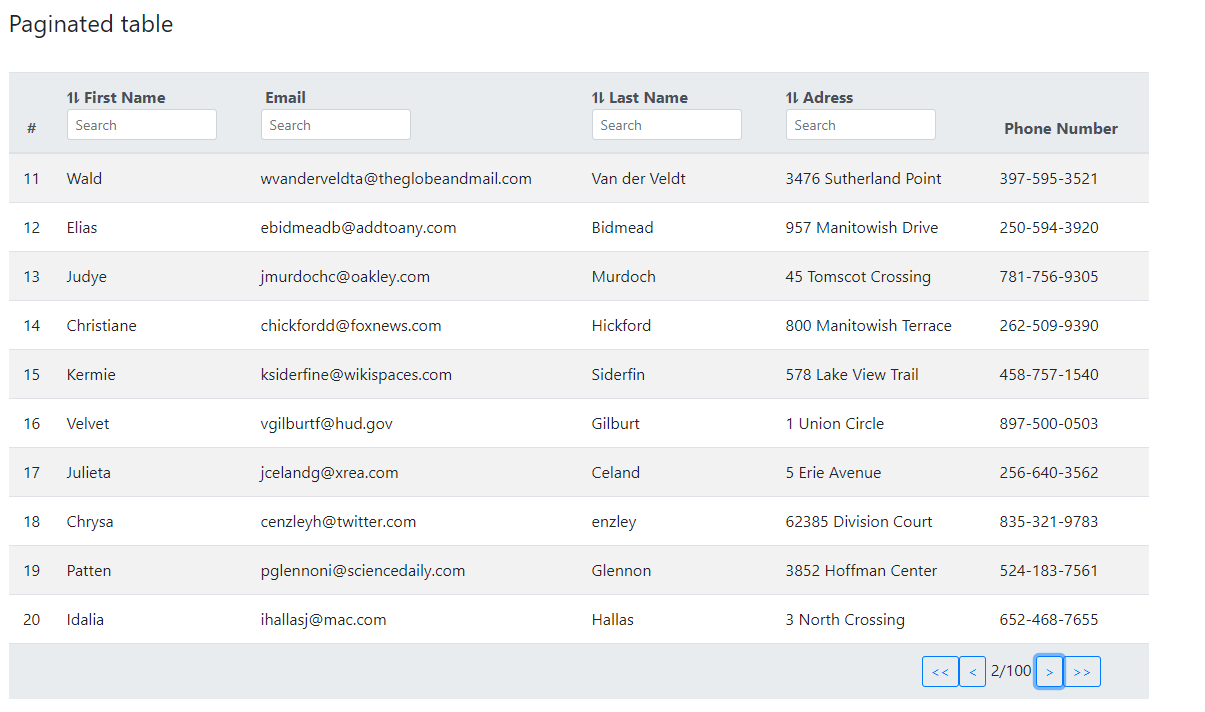 Paginated table
# ⇅ First Name Email ⇅ Last Name ⇅ Adress Phone Number
Search Search Search Search
11 Wald wvanderveldta@theglobeandmail.com Van der Veldt 3476 Sutherland Point 397-595-3521
12 Elias ebidmeadb@addtoany.com Bidmead 957 Manitowish Drive 250-594-3920
13 Judye jmurdochc@oakley.com Murdoch 45 Tomscot Crossing 781-756-9305
14 Christiane chickfordd@foxnews.com Hickford 800 Manitowish Terrace 262-509-9390
15 Kermie ksiderfine@wikispaces.com Siderfin 578 Lake View Trail 458-757-1540
16 Velvet vgilburtf@hud.gov Gilburt 1 Union Circle 897-500-0503
17 Julieta jcelandg@xrea.com Celand 5 Erie Avenue 256-640-3562
18 Chrysa cenzleyh@twitter.com enzley 62385 Division Court 835-321-9783
19 Patten pglennoni@sciencedaily.com Glennon 3852 Hoffman Center 524-183-7561
20 Idalia ihallasj@mac.com Hallas 3 North Crossing 652-468-7655
<< < 2/100 > >>